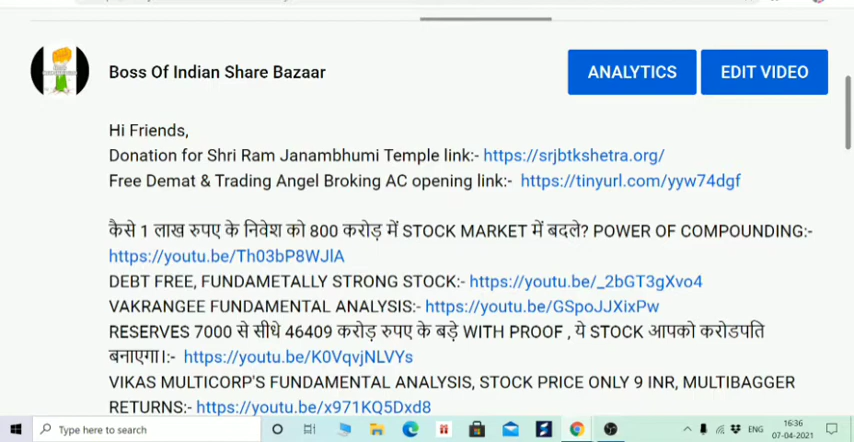 Boss Of Indian Share Bazaar
ANALYTICS
EDIT VIDEO
Hi Friends,
Donation for Shri Ram Janambhumi Temple link:- https://srjbtkshetra.org/
Free Demat & Trading Angel Broking AC opening link:- https://tinyurl.com/yyw74dgf
कैसे 1 लाख रुपए के निवेश को 800 करोड़ में STOCK MARKET में बदले? POWER OF COMPOUNDING:-
https://youtu.be/Th03bP8WJlA
DEBT FREE, FUNDAMETALLY STRONG STOCK:- https://youtu.be/_2bGT3gXvo4
VAKRANGEE FUNDAMENTAL ANALYSIS:- https://youtu.be/GSpoJJXixPw
RESERVES 7000 से सीधे 46409 करोड़ रुपए के बड़े WITH PROOF , ये STOCK आपको करोडपति
बनाएगा।:- https://youtu.be/K0VqvjNLVYs
VIKAS MULTICORP'S FUNDAMENTAL ANALYSIS, STOCK PRICE ONLY 9 INR, MULTIBAGGER
RETURNS:- https://youtu.be/x971KQ5Dxd8
Type here to search
ENG
16:36
07-04-2021